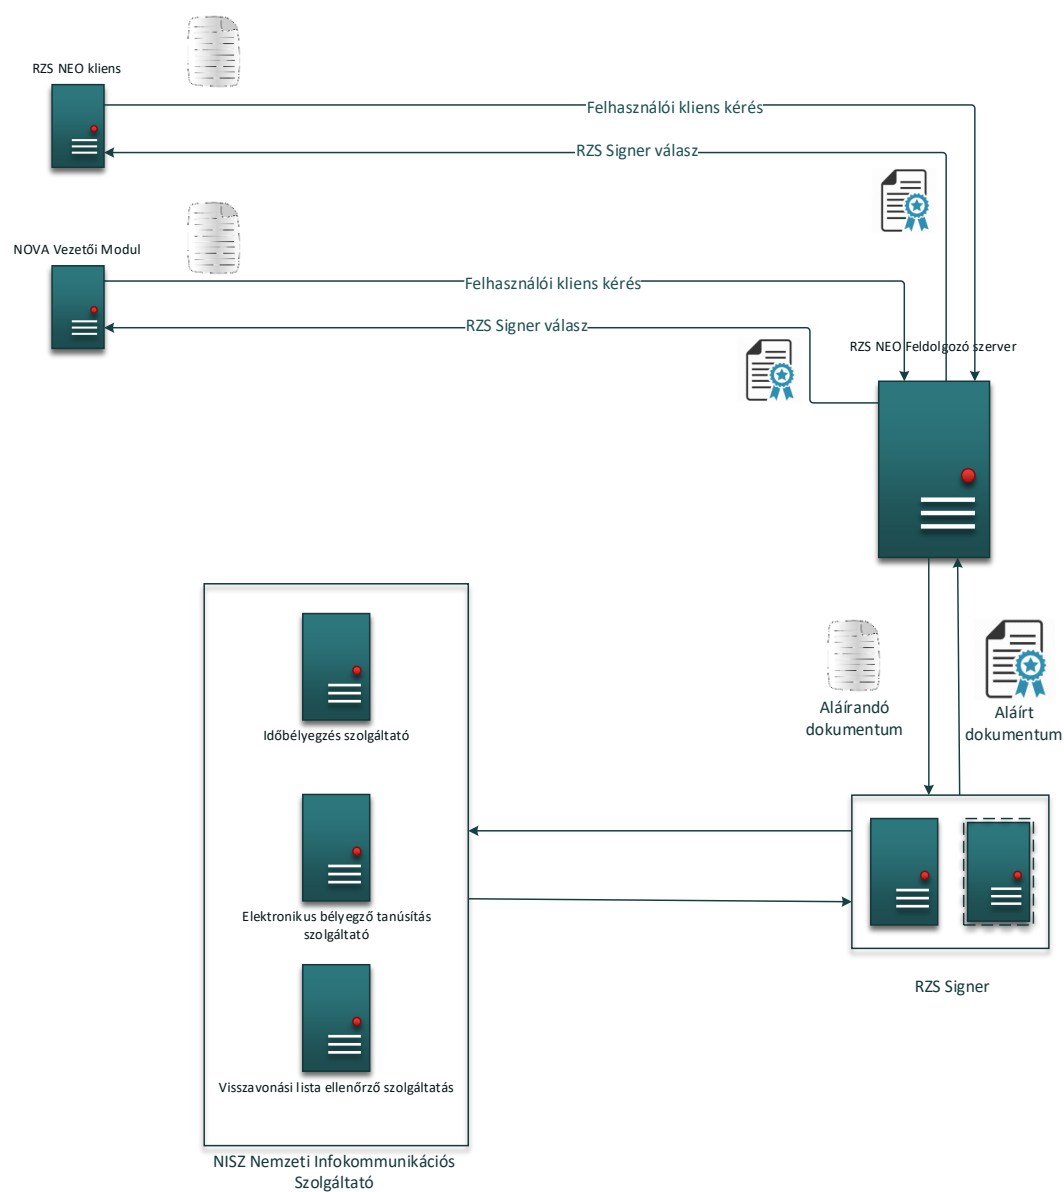 RZS NEO kliens
Felhasználói kliens kérés
RZS Signer válasz
NOVA Vezetői Modul
Felhasználói kliens kérés
RZS Signer válasz
RZS NEO Feldolgozó szerver
Időbélyegzés szolgáltató
Aláírandó
dokumentum
Aláírt
dokumentum
Elektronikus bélyegző tanúsítás
szolgáltató
RZS Signer
Visszavonási lista ellenőrző szolgáltatás
NISZ Nemzeti Infokommunikációs
Szolgáltató